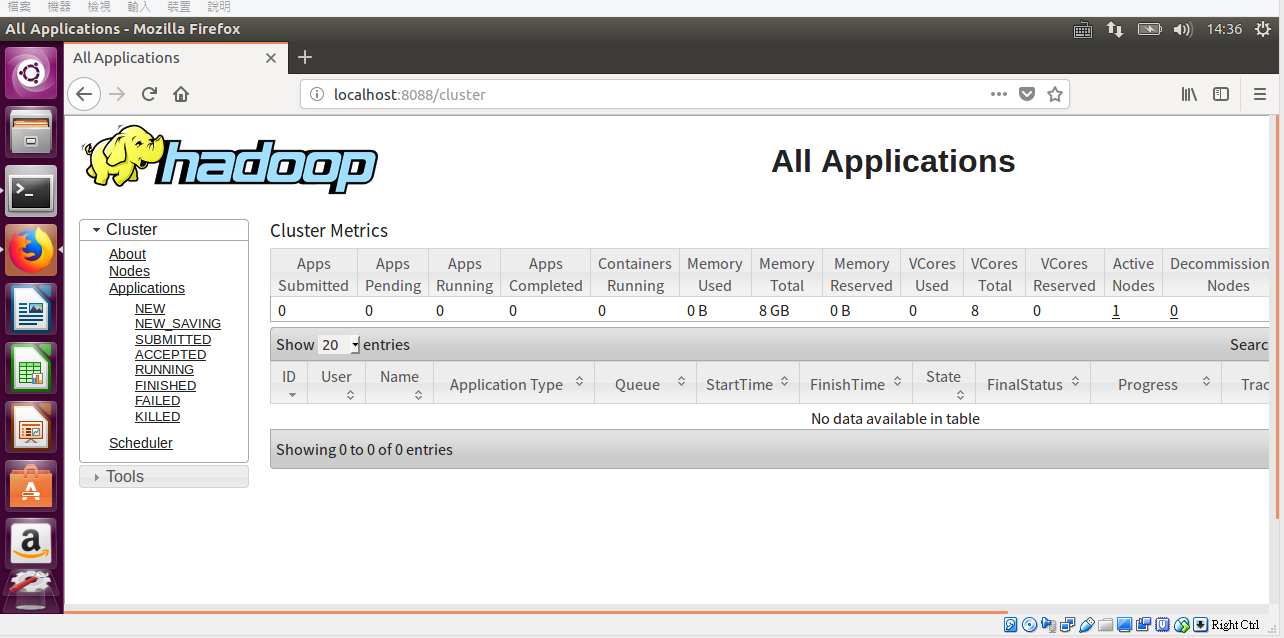 檔案 機器 檢視 輸入 裝置 說明
All Applications - Mozilla Firefox 14:36
All Applications
localhost:8088/cluster
hadoop
All Applications
Cluster
About
Nodes
Applications
NEW
NEW_SAVING
SUBMITTED
ACCEPTED
RUNNING
FINISHED
FAILED
KILLED
Scheduler
Tools
Cluster Metrics
Apps Submitted Apps Pending Apps Running Apps Completed Containers Running Memory Used Memory Total Memory Reserved VCores Used VCores Total VCores Reserved Active Nodes Decommission Nodes
0 0 0 0 0 0 B 8 GB 0 B 0 8 0 1 0
Show 20 entries Searc
ID User Name Application Type Queue StartTime FinishTime State FinalStatus Progress Trac
No data available in table
Showing 0 to 0 of 0 entries
Right Ctrl